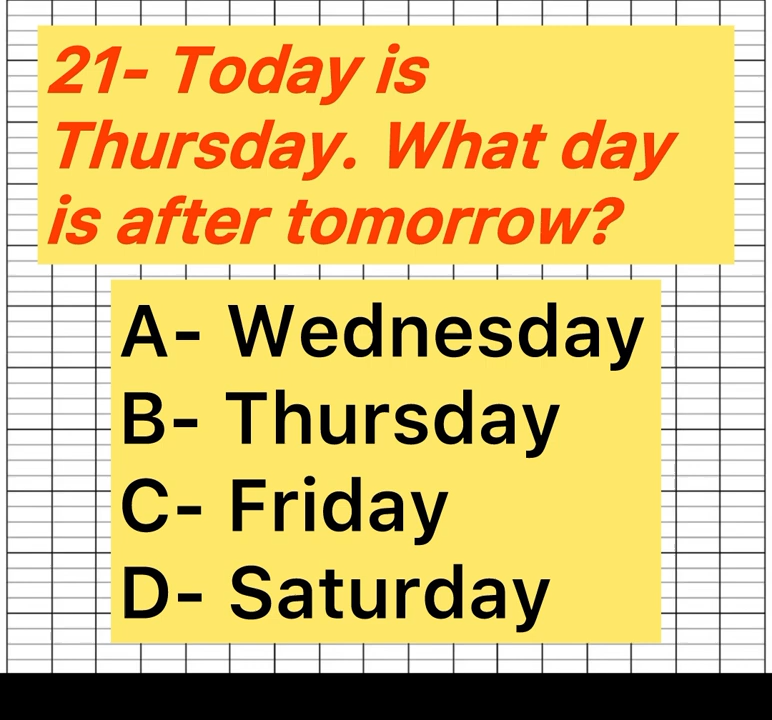 21- Today is
Thursday. What day
is after tomorrow?
A- Wednesday
B- Thursday
C- Friday
D- Saturday